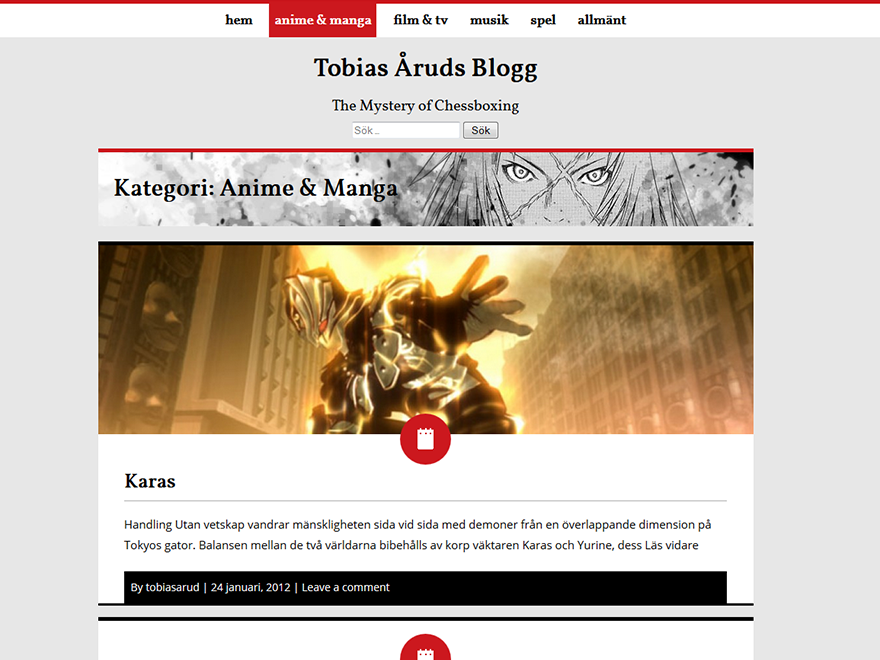 hem anime & manga film & tv musik spel allmänt
Tobias Åruds Blogg
The Mystery of Chessboxing
Sök... Sök
Kategori: Anime & Manga
Karas
Handling Utan vetskap vandrar mänskligheten sida vid sida med demoner från en överlappande dimension på
Tokyos gator. Balansen mellan de två världarna bibehålls av korp väktaren Karas och Yurine, dess Läs vidare
By tobiasarud | 24 januari, 2012 | Leave a comment